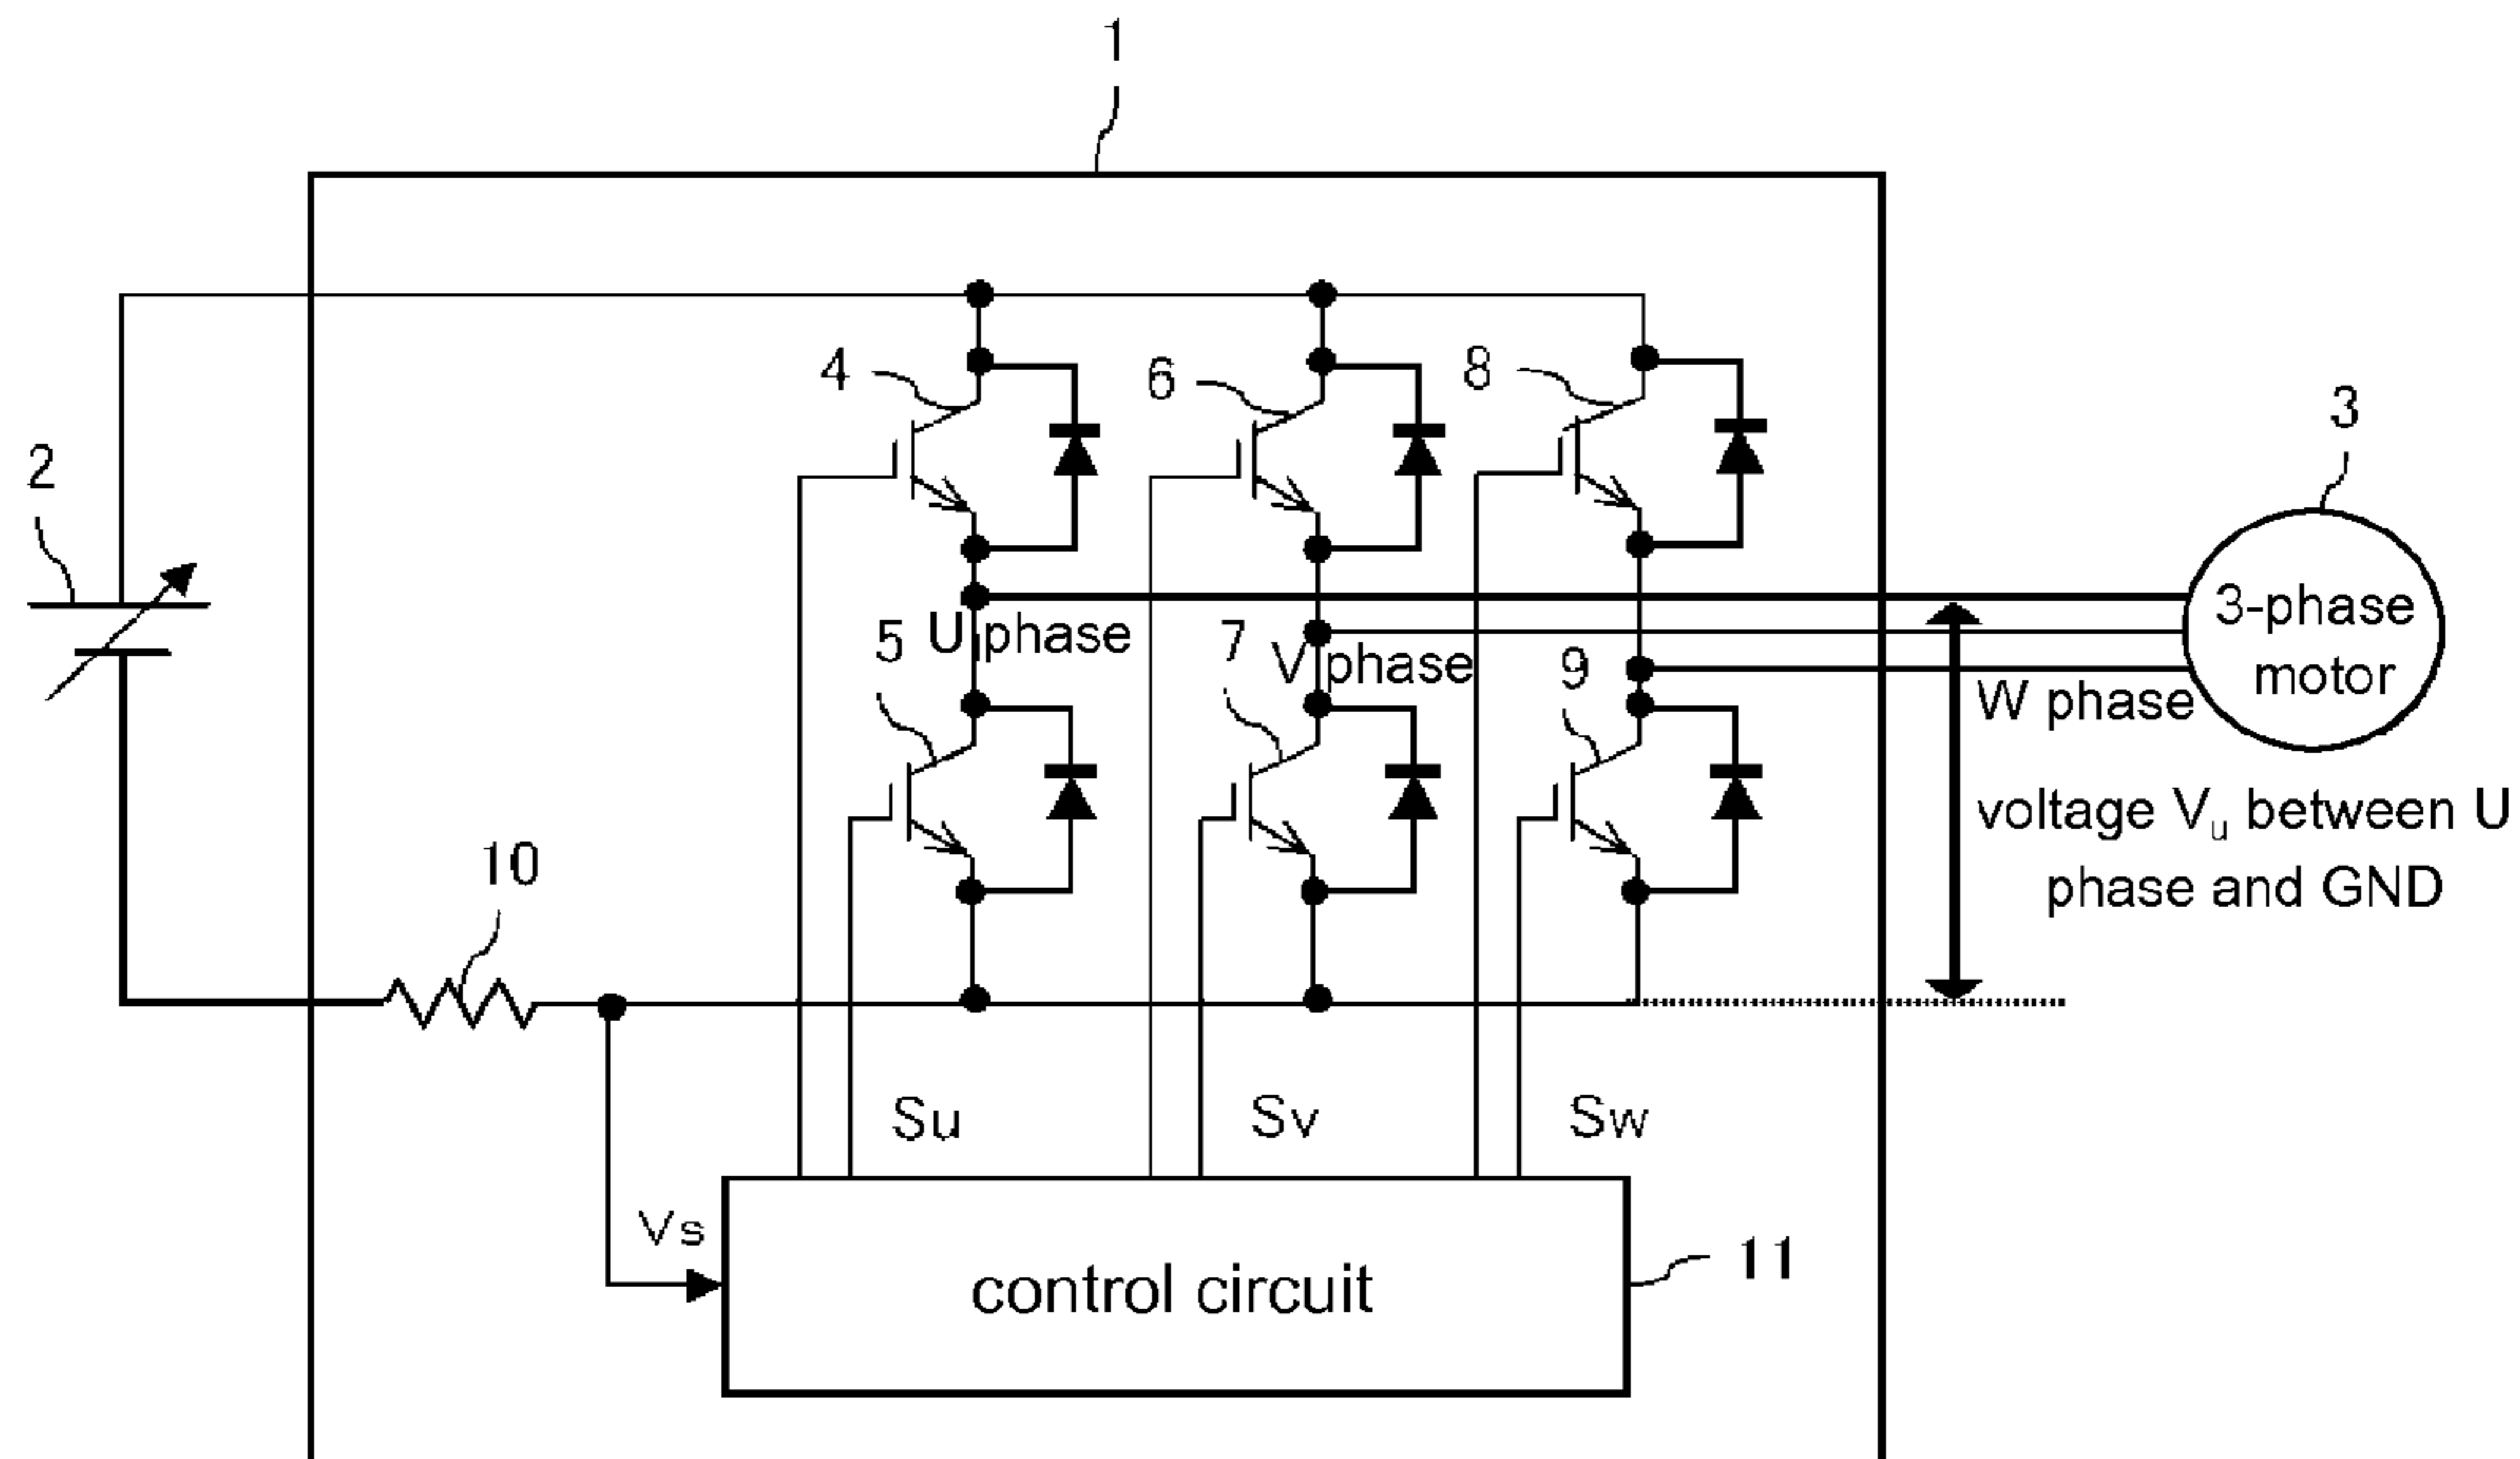 1
4
6
8
3
2
3-phase
motor
5
U phase
7
V phase
9
W phase
voltage Vu between U
phase and GND
10
Su
Sv
Sw
Vs
control circuit
11